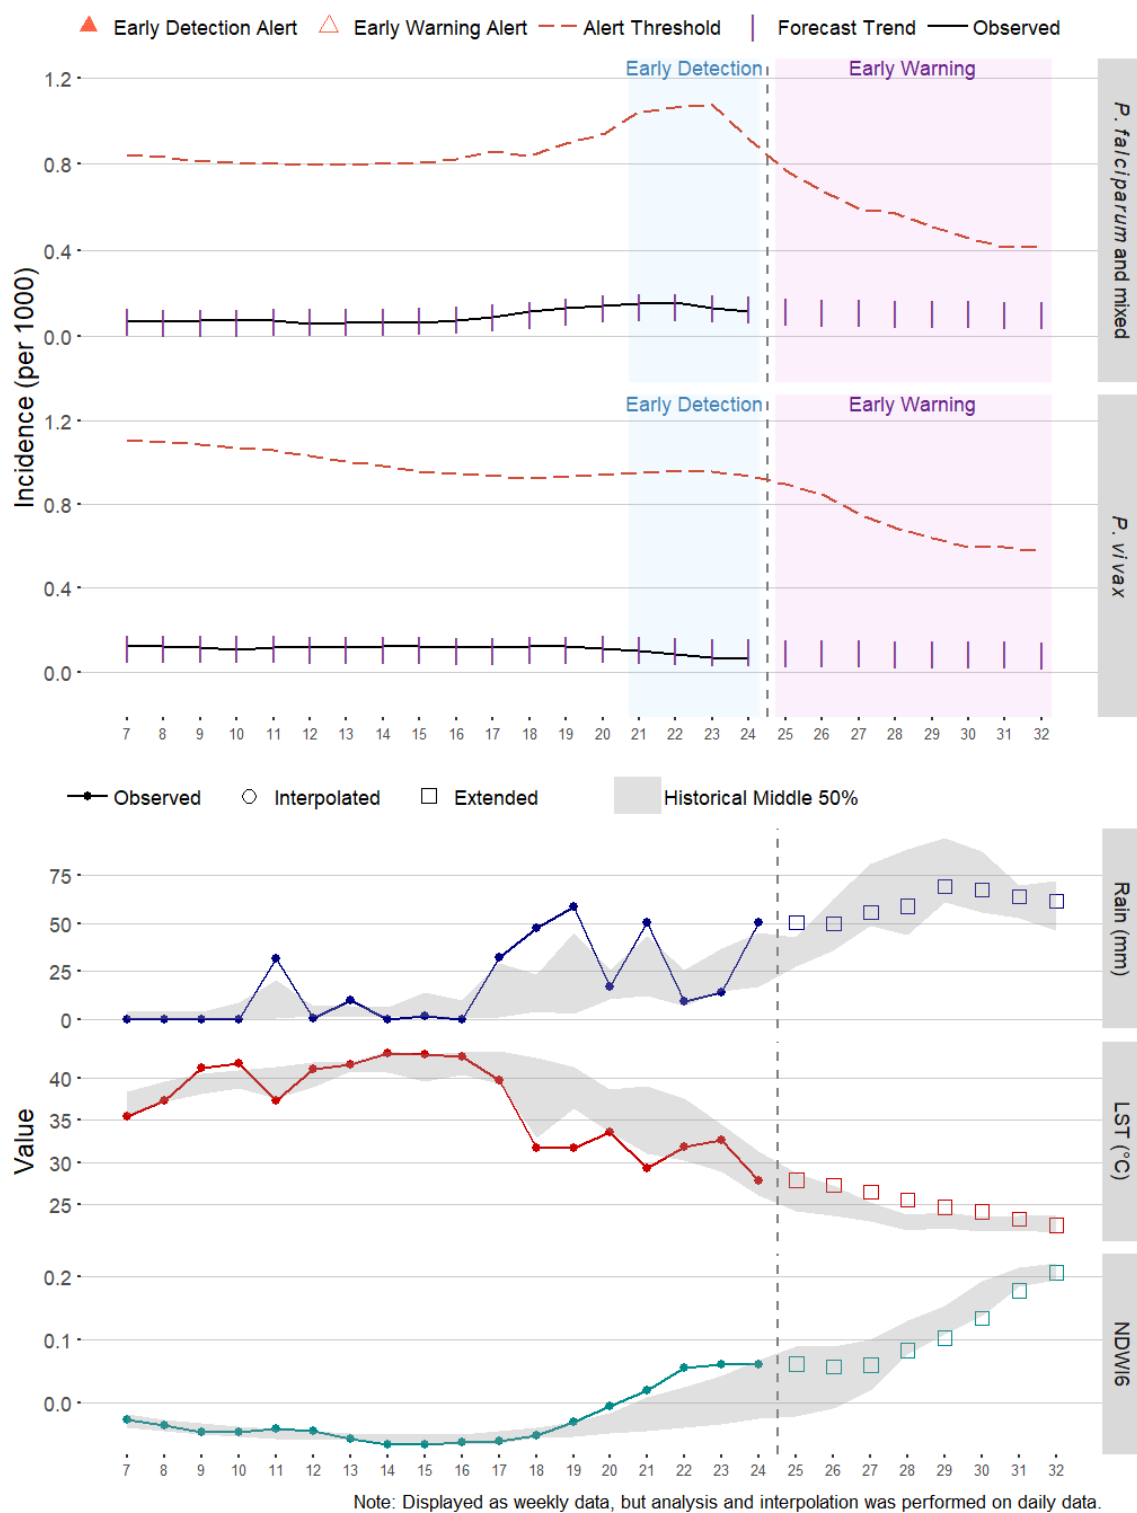 Early Detection Alert Early Warning Alert Alert Threshold Forecast Trend Observed
Early Detection Early Warning
1.2
0.8
0.4
0.0
P. falciparum and mixed
Incidence (per 1000)
Early Detection Early Warning
1.2
0.8
0.4
0.0
P. vivax
7 8 9 10 11 12 13 14 15 16 17 18 19 20 21 22 23 24 25 26 27 28 29 30 31 32
Observed Interpolated Extended Historical Middle 50%
75
50
25
0
Rain (mm)
40
35
30
25
LST (°C)
Value
0.2
0.1
0.0
NDWI6
7 8 9 10 11 12 13 14 15 16 17 18 19 20 21 22 23 24 25 26 27 28 29 30 31 32
Note: Displayed as weekly data, but analysis and interpolation was performed on daily data.